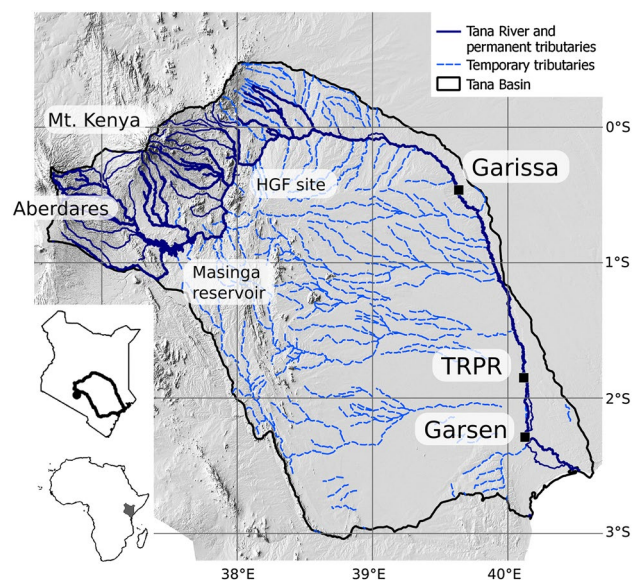 Tana River and
permanent tributaries
Temporary tributaries
Tana Basin
Mt. Kenya
0°S
Garissa
HGF site
Aberdares
1°S
Masinga
reservoir
TRPR
2°S
Garsen
3°S
38°E
39°E
40°E